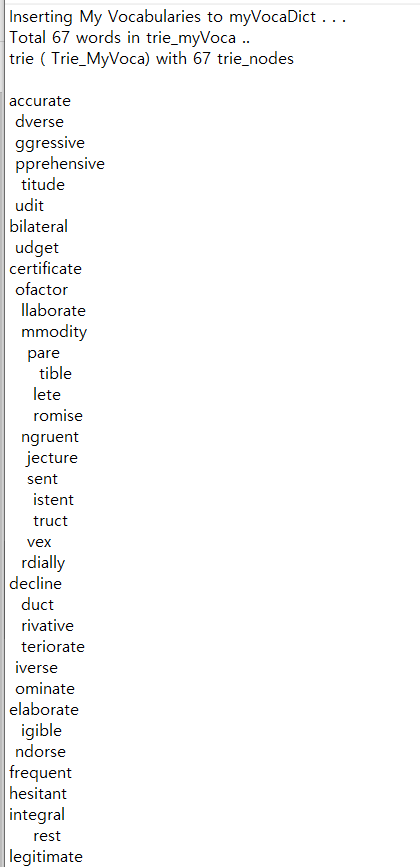 Inserting My Vocabularies to myVocaDict . . .
Total 67 words in trie_myVoca ..
trie ( Trie_MyVoca) with 67 trie_nodes

accurate
 dverse
 ggressive
 pprehensive
  titude
 udit
bilateral
 udget
certificate
 ofactor
  llaborate
  mmodity
   pare
     tible
    lete
    romise
  ngruent
   jecture
   sent
    istent
    truct
   vex
  rdially
decline
  duct
  rivative
  teriorate
 iverse
 ominate
elaborate
  igible
 ndorse
frequent
hesitant
integral
    rest
legitimate